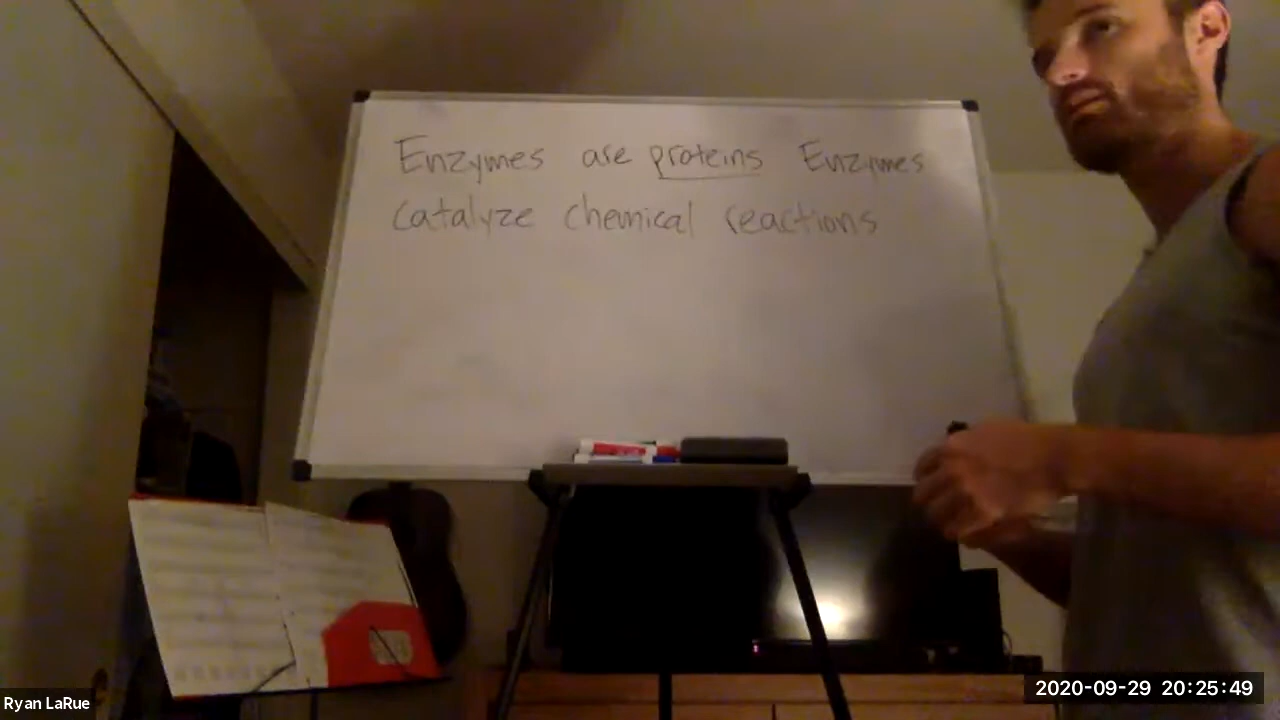 Enzymes are proteins Enzymes
catalyze chemical reactions
Ryan LaRue
2020-09-29 20:25:49